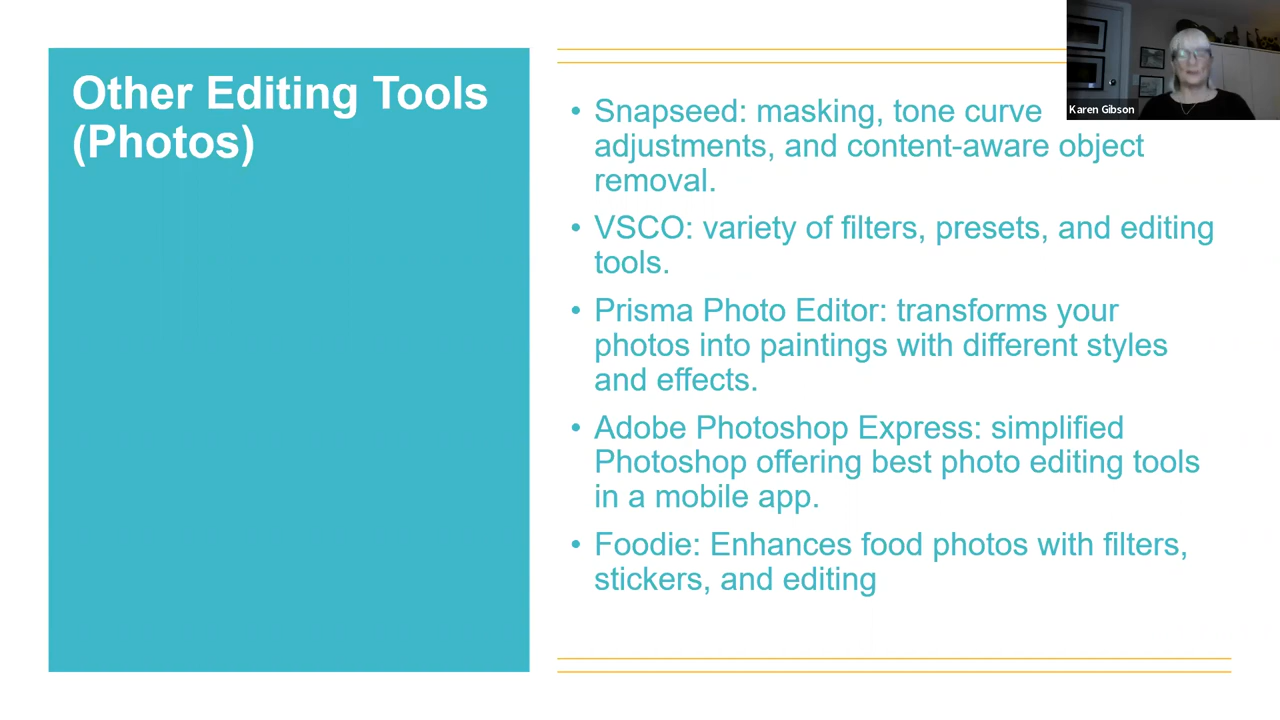 Other Editing Tools
(Photos)
• Snapseed: masking, tone curve
adjustments, and content-aware object
removal.
• VSCO: variety of filters, presets, and editing
tools.
• Prisma Photo Editor: transforms your
photos into paintings with different styles
and effects.
• Adobe Photoshop Express: simplified
Photoshop offering best photo editing tools
in a mobile app.
• Foodie: Enhances food photos with filters,
stickers, and editing
Karen Gibson